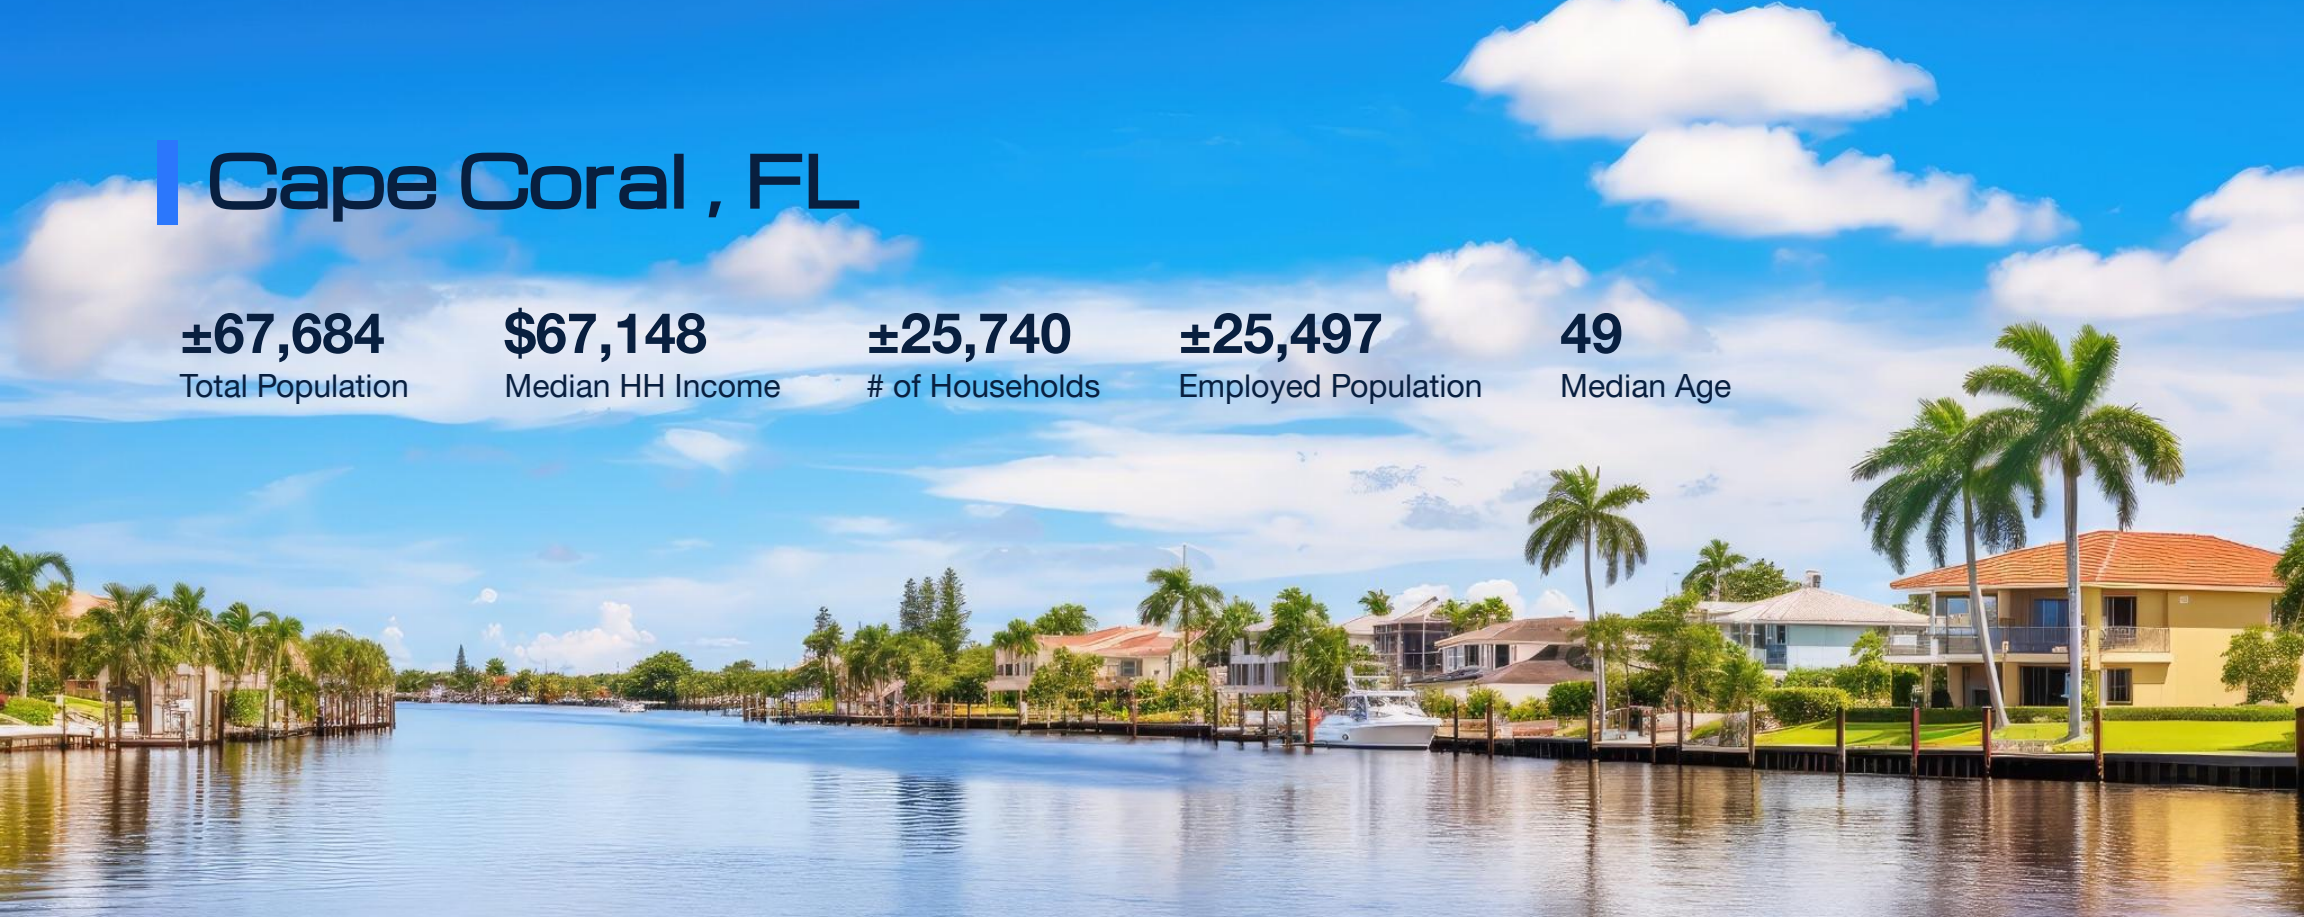 Cape Coral , FL
±67,684 $67,148 ±25,740 ±25,497 49
Total Population Median HH Income # of Households Employed Population Median Age